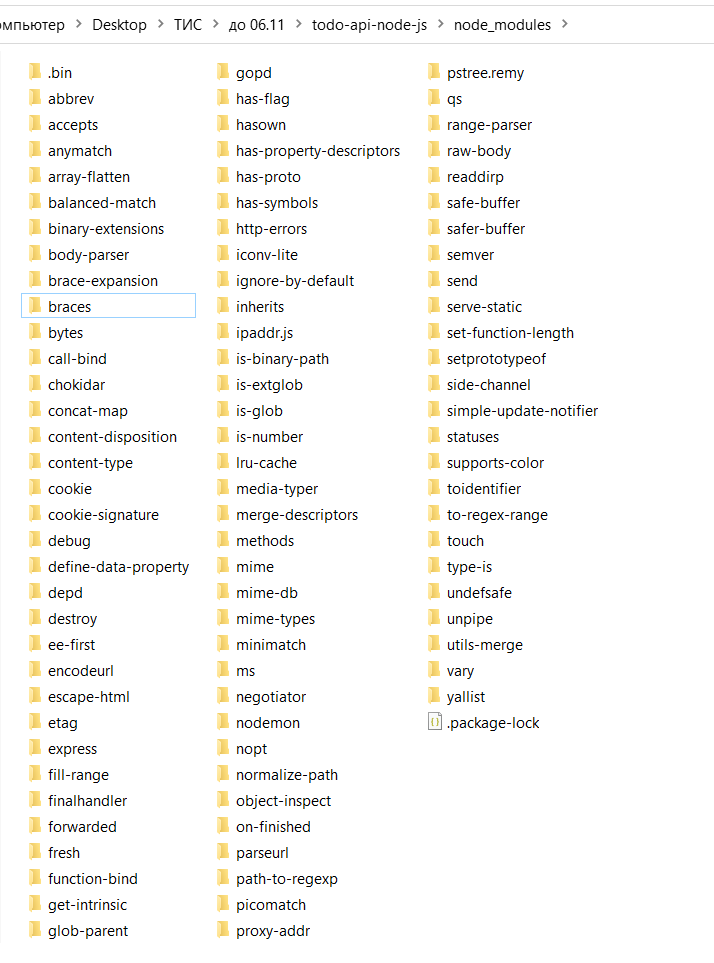 омпьютер > Desktop > ТИС > до 06.11 > todo-api-node-js > node_modules >
.bin
abbrev
accepts
anymatch
array-flatten
balanced-match
binary-extensions
body-parser
brace-expansion
braces
bytes
call-bind
chokidar
concat-map
content-disposition
content-type
cookie
cookie-signature
debug
define-data-property
depd
destroy
ee-first
encodeurl
escape-html
etag
express
fill-range
finalhandler
forwarded
fresh
function-bind
get-intrinsic
glob-parent
gopd
has-flag
hasown
has-property-descriptors
has-proto
has-symbols
http-errors
iconv-lite
ignore-by-default
inherits
ipaddr.js
is-binary-path
is-extglob
is-glob
is-number
lru-cache
media-typer
merge-descriptors
methods
mime
mime-db
mime-types
minimatch
ms
negotiator
nodemon
nopt
normalize-path
object-inspect
on-finished
parseurl
path-to-regexp
picomatch
proxy-addr
pstree.remy
qs
range-parser
raw-body
readdirp
safe-buffer
safer-buffer
semver
send
serve-static
set-function-length
setprototypeof
side-channel
simple-update-notifier
statuses
supports-color
toidentifier
to-regex-range
touch
type-is
undefsafe
unpipe
utils-merge
vary
yallist
.package-lock